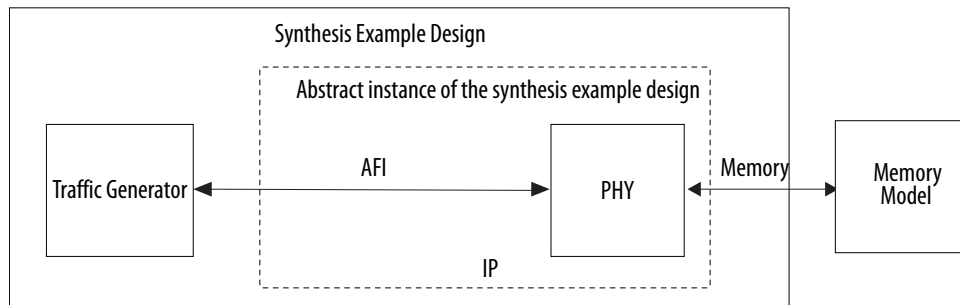 Synthesis Example Design
Abstract instance of the synthesis example design
Traffic Generator
AFI
PHY
Memory
Memory
Model
IP